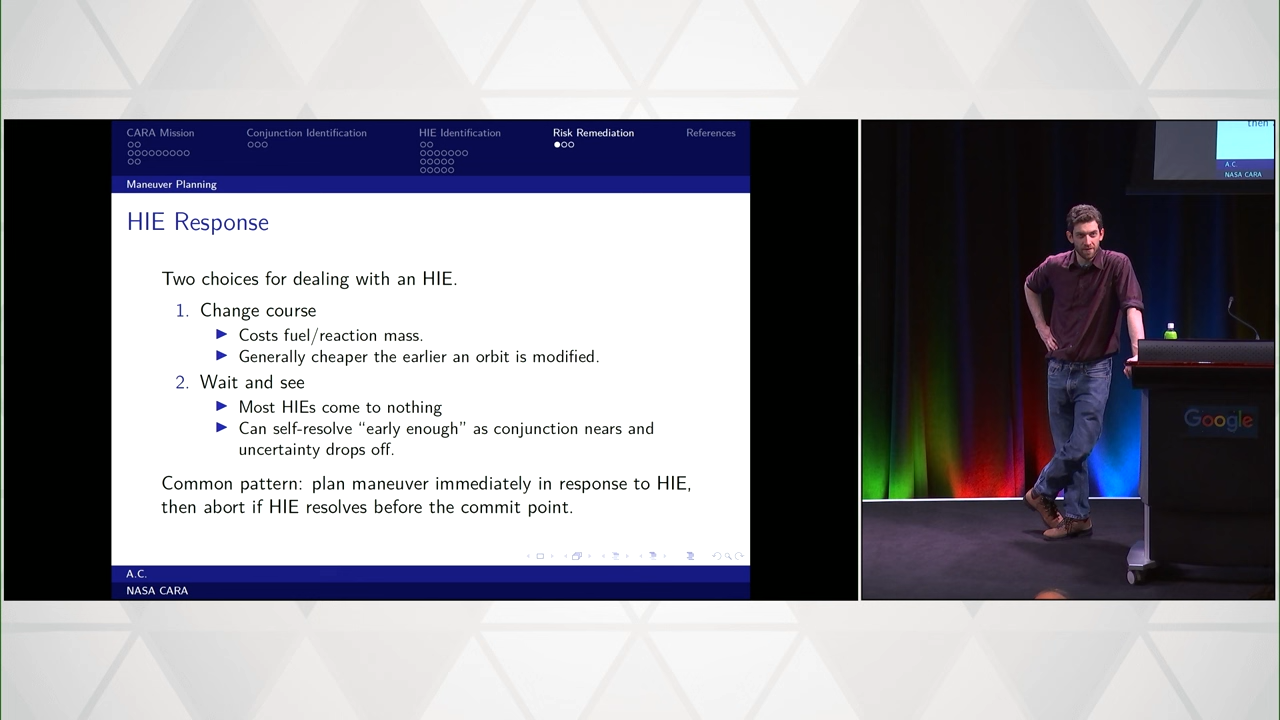 CARA Mission
Conjunction Identification
HIE Identification
Risk Remediation
References
Maneuver Planning
HIE Response
Two choices for dealing with an HIE.
1. Change course
Costs fuel/reaction mass.
Generally cheaper the earlier an orbit is modified.
2. Wait and see
Most HIEs come to nothing
Can self-resolve “early enough” as conjunction nears and
uncertainty drops off.
Common pattern: plan maneuver immediately in response to HIE,
then abort if HIE resolves before the commit point.
A.C.
NASA CARA
then
A.C.
NASA CARA
Google